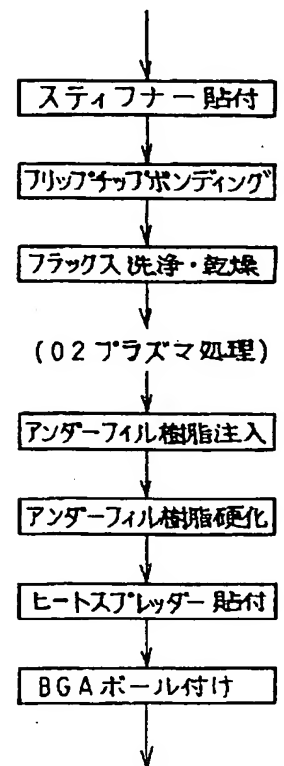 スティフナー貼付
フリップチップボンディング
フラックス洗浄・乾燥
(O2プラズマ処理)
アンダーフィル樹脂注入
アンダーフィル樹脂硬化
ヒートスプレッダー貼付
BGAボール付け